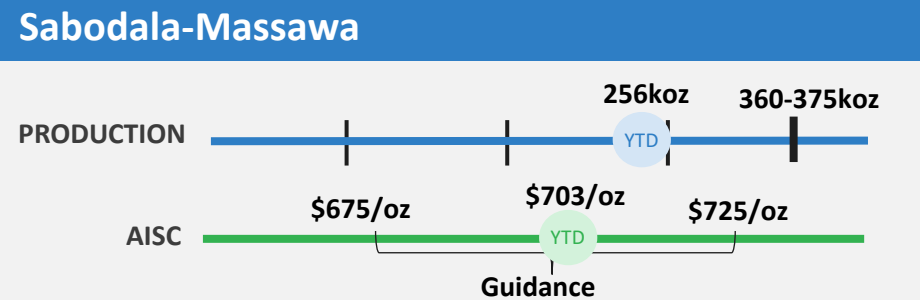 Sabodala-Massawa
256koz
360-375koz
PRODUCTION
YTD
$675/oz
$703/oz
$725/oz
AISC
YTD
Guidance